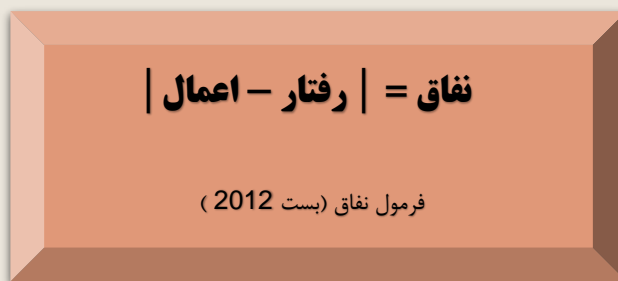 نفاق = | رفتار – اعمال |
فرمول نفاق (بست 2012 )